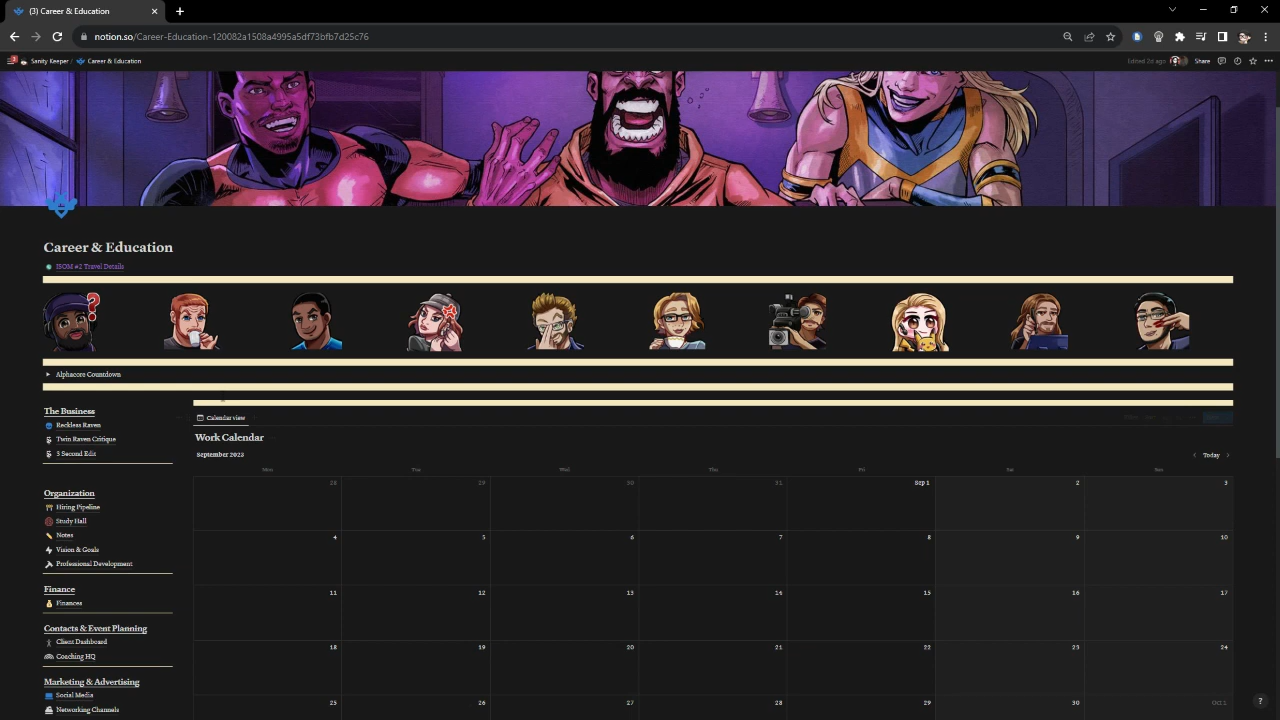 (3) Career & Education
notion.so/Career-Education-120082a1508a4995a5df73bfb7d25c76
Sanity Keeper / Career & Education
Edited 2d ago
Share
Career & Education
ISOM #2 Travel Details
Alphacore Countdown
The Business
Reckless Raven
Twin Raven Critique
3 Second Edit
Organization
Hiring Pipeline
Study Hall
Notes
Vision & Goals
Professional Development
Finance
Finances
Contacts & Event Planning
Client Dashboard
Coaching HQ
Marketing & Advertising
Social Media
Networking Channels
Calendar view
Work Calendar
September 2023
Today
Mon Tue Wed Thu Fri Sat Sun
28 29 30 31 Sep 1 2 3
4 5 6 7 8 9 10
11 12 13 14 15 16 17
18 19 20 21 22 23 24
25 26 27 28 29 30 Oct 1
?